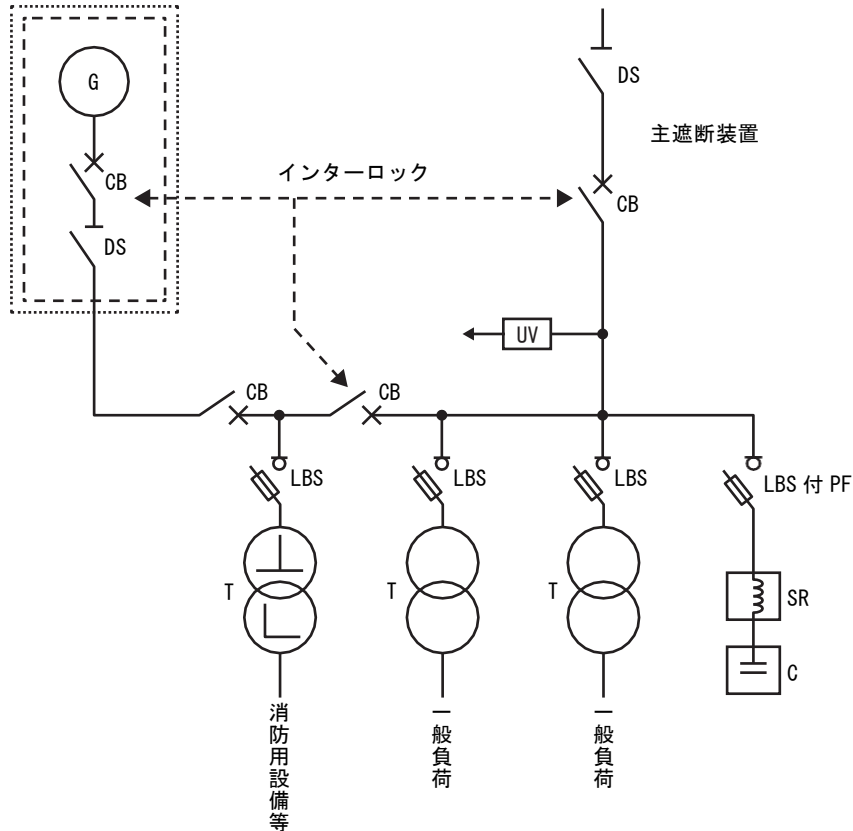 G
CB
DS
インターロック
DS
主遮断装置
CB
UV
CB
CB
LBS
LBS
LBS
LBS 付 PF
T
T
T
SR
C
消防用設備等
一般負荷
一般負荷